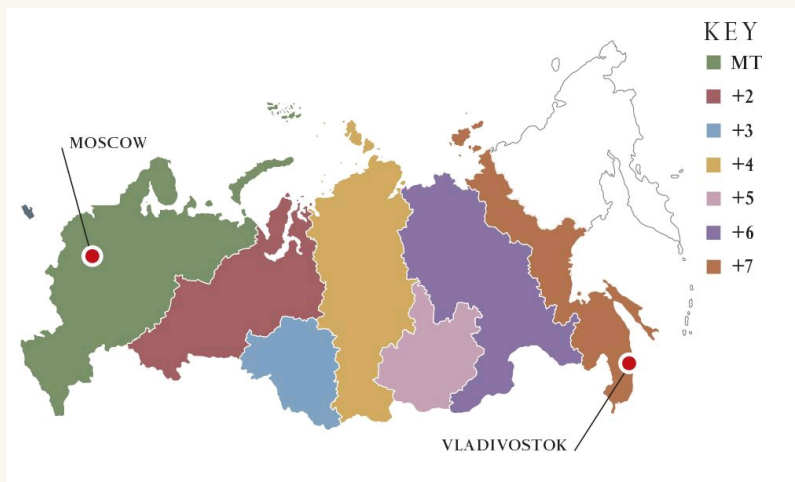 KEY
MT
+2
+3
+4
+5
+6
+7
MOSCOW
VLADIVOSTOK